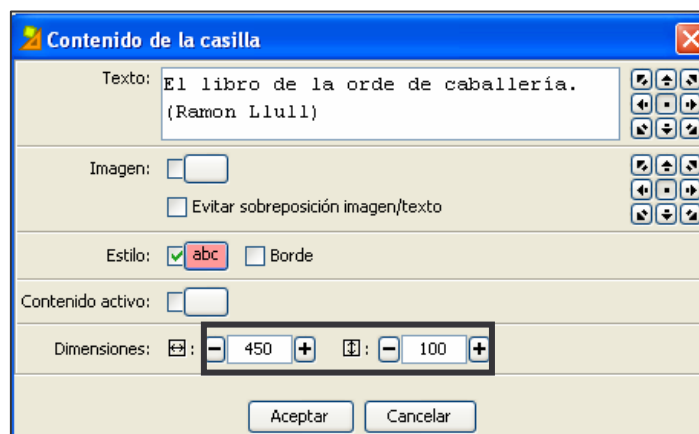 Contenido de la casilla
Texto: El libro de la orde de caballería.
(Ramon Llull)
Imagen:
Evitar sobreposición imagen/texto
Estilo: abc Borde
Contenido activo:
Dimensiones: : 450 : 100
Aceptar Cancelar